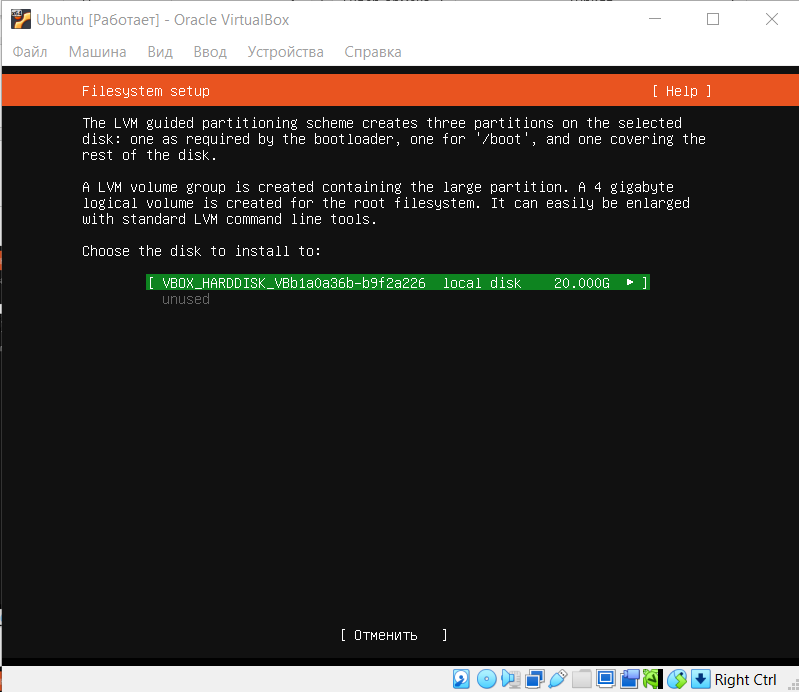 Ubuntu [Работает] - Oracle VirtualBox
Файл Машина Вид Ввод Устройства Справка
Filesystem setup [ Help ]
The LVM guided partitioning scheme creates three partitions on the selected
disk: one as required by the bootloader, one for '/boot', and one covering the
rest of the disk.
A LVM volume group is created containing the large partition. A 4 gigabyte
logical volume is created for the root filesystem. It can easily be enlarged
with standard LVM command line tools.
Choose the disk to install to:
[ VBOX_HARDDISK_VBb1a0a36b-b9f2a226 local disk 20.000G ▸ ]
unused
[ Отменить ]
Right Ctrl